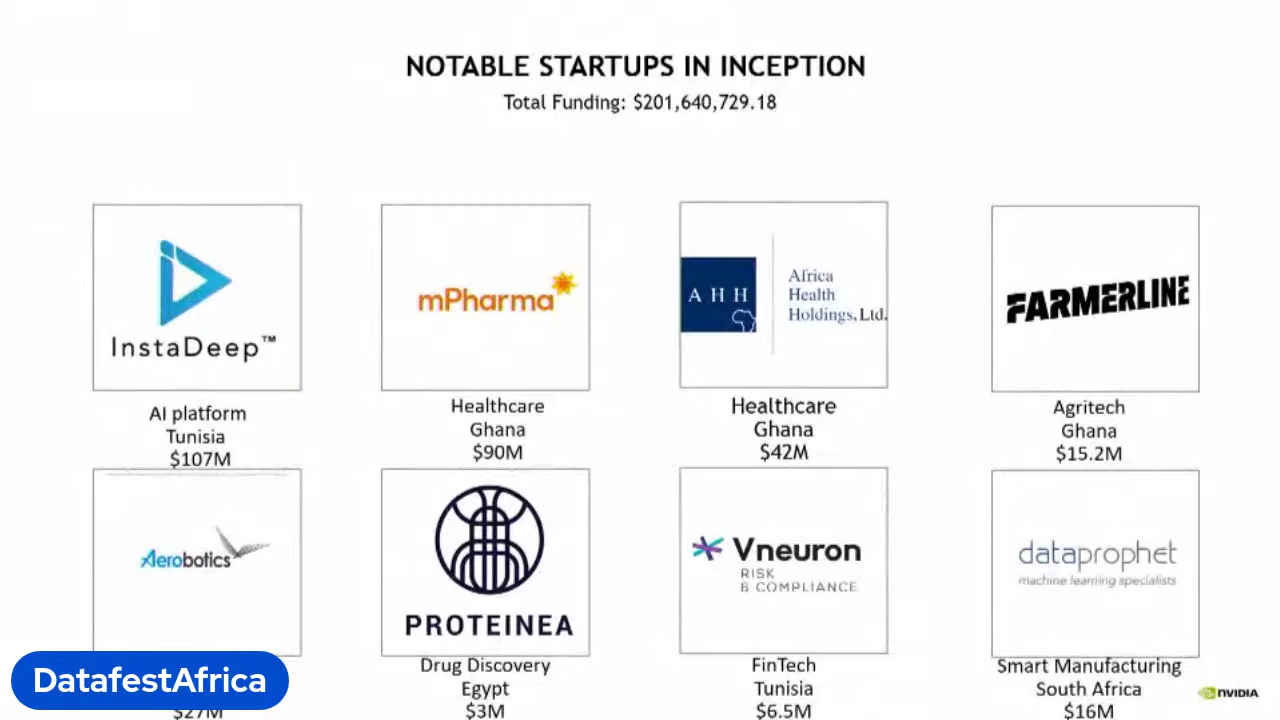 NOTABLE STARTUPS IN INCEPTION
Total Funding: $201,640,729.18
InstaDeep™
AI platform
Tunisia
$107M
mPharma
Healthcare
Ghana
$90M
AHH
Africa
Health
Holdings, Ltd.
Healthcare
Ghana
$42M
FARMERLINE
Agritech
Ghana
$15.2M
Aerobotics
$27M
PROTEINEA
Drug Discovery
Egypt
$3M
Vneuron
RISK
& COMPLIANCE
FinTech
Tunisia
$6.5M
dataprophet
machine learning specialists
Smart Manufacturing
South Africa
$16M
DatafestAfrica
NVIDIA